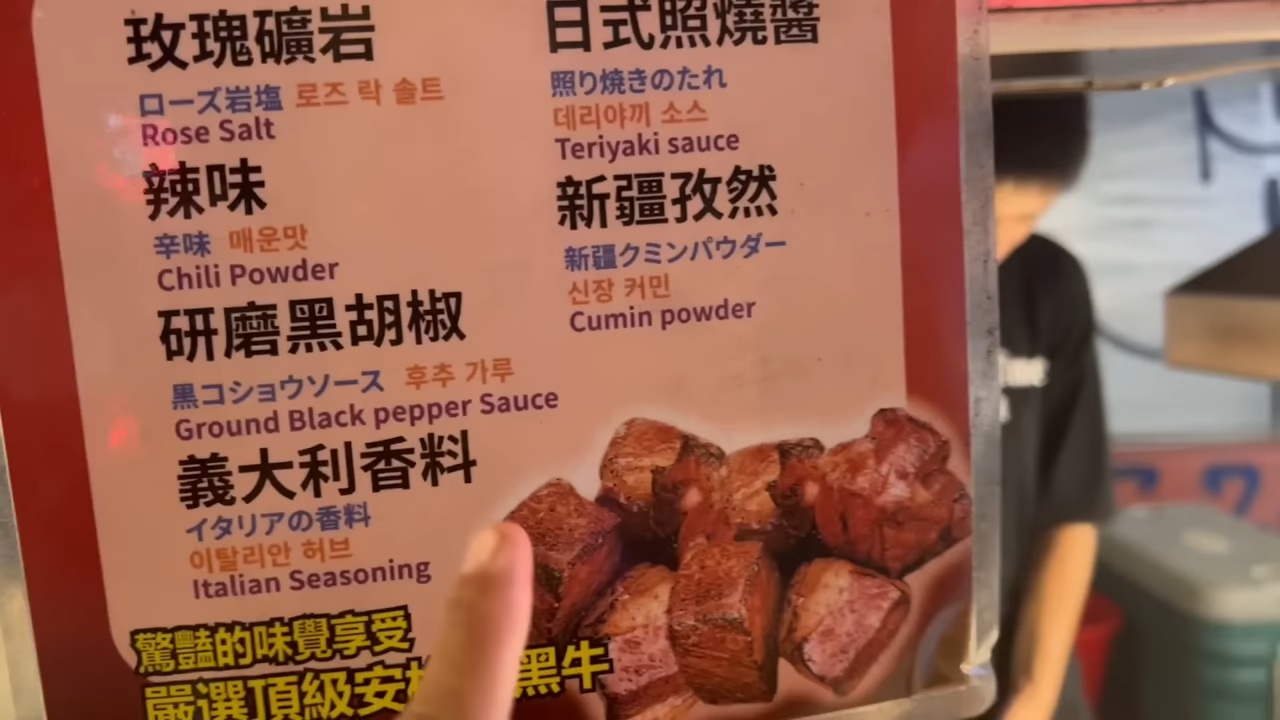 玫瑰礦岩
ローズ岩塩 로즈 락 솔트
Rose Salt
辣味
辛味 매운맛
Chili Powder
研磨黑胡椒
黒コショウソース 후추 가루
Ground Black pepper Sauce
義大利香料
イタリアの香料
이탈리안 허브
Italian Seasoning
日式照燒醬
照り焼きのたれ
데리야끼 소스
Teriyaki sauce
新疆孜然
新疆クミンパウダー
신장 커민
Cumin powder
驚豔的味覺享受
嚴選頂級安 黑牛